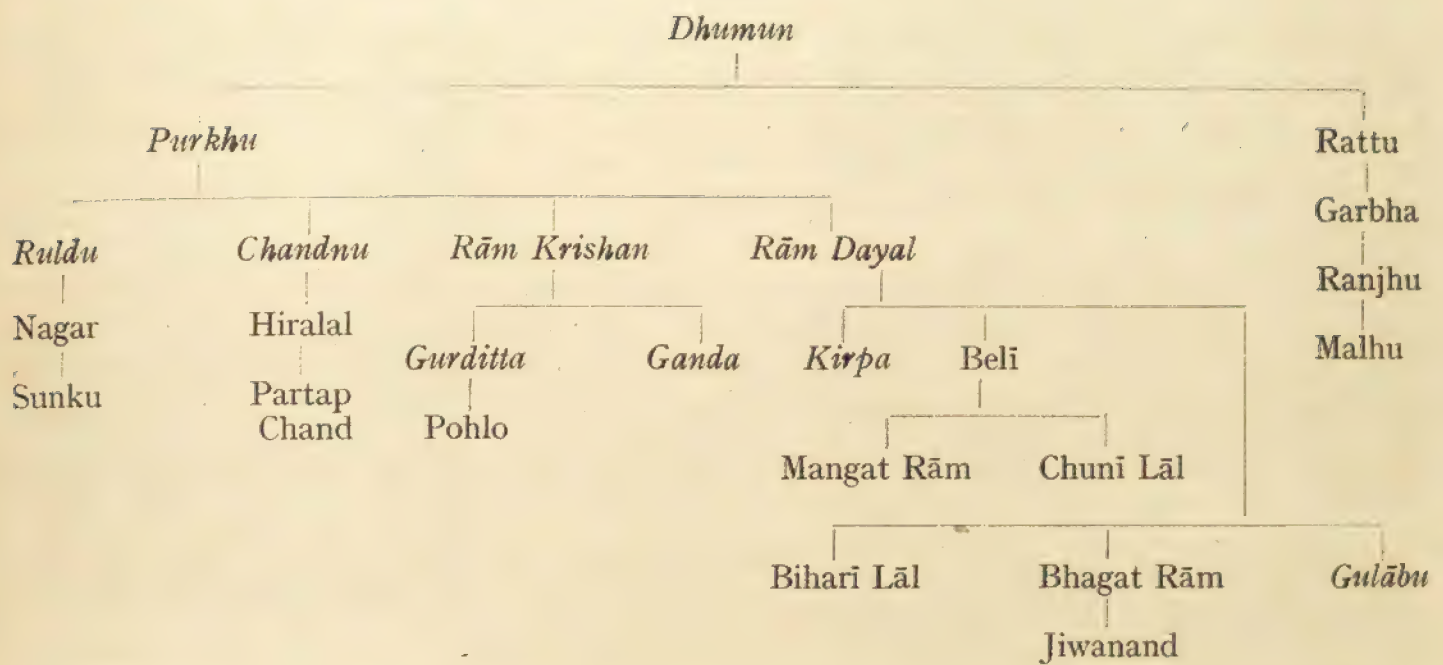 Dhumun
Purkhu
Rattu
Garbha
Ruldu Chandnu Rām Krishan Rām Dayal
Ranjhu
Nagar Hiralal
Gurditta Ganda Kirpa Belī
Malhu
Sunku Partap
Chand Pohlo
Mangat Rām Chunī Lāl
Biharī Lāl Bhagat Rām Gulābu
Jiwanand